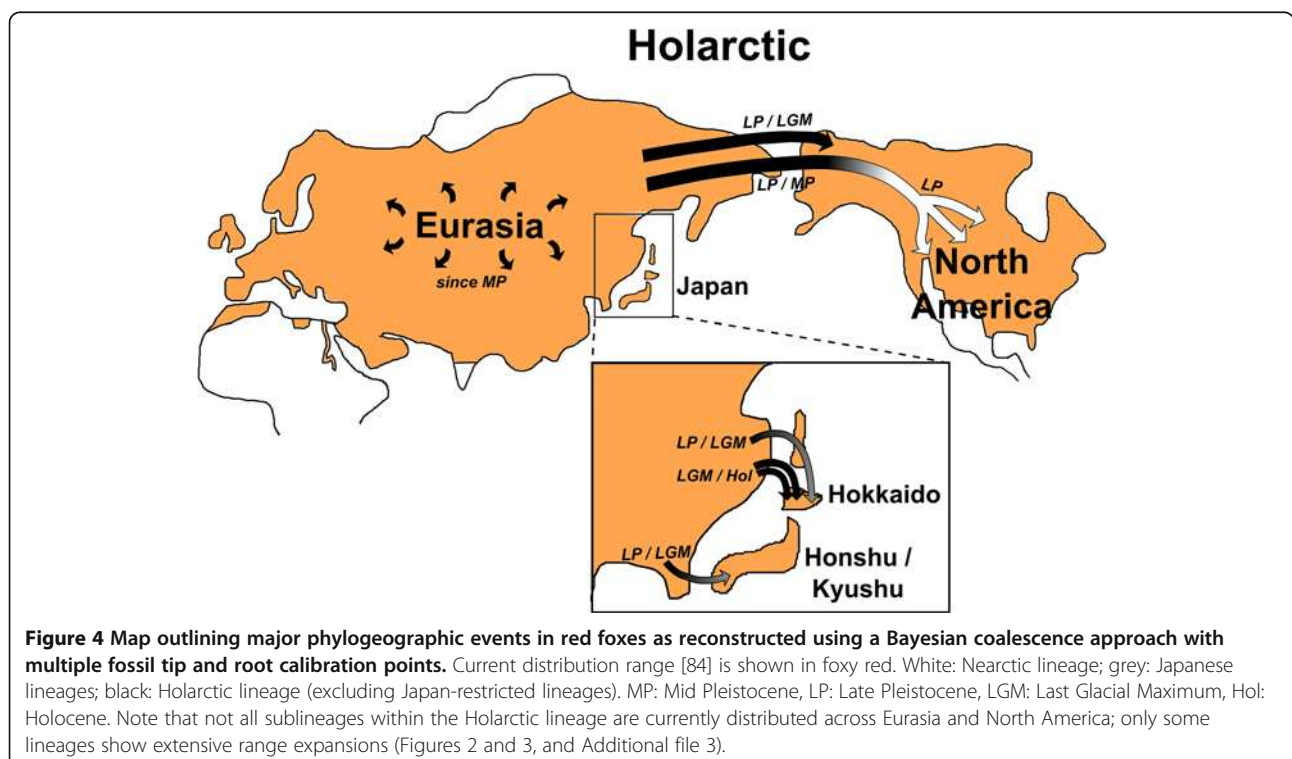 Holarctic
LP / LGM
LP / MP
LP
Eurasia
since MP
North
America
Japan
LP / LGM
LGM / Hol
Hokkaido
LP / LGM
Honshu /
Kyushu
Figure 4 Map outlining major phylogeographic events in red foxes as reconstructed using a Bayesian coalescence approach with
multiple fossil tip and root calibration points. Current distribution range [84] is shown in foxy red. White: Nearctic lineage; grey: Japanese
lineages; black: Holarctic lineage (excluding Japan-restricted lineages). MP: Mid Pleistocene, LP: Late Pleistocene, LGM: Last Glacial Maximum, Hol:
Holocene. Note that not all sublineages within the Holarctic lineage are currently distributed across Eurasia and North America; only some
lineages show extensive range expansions (Figures 2 and 3, and Additional file 3).